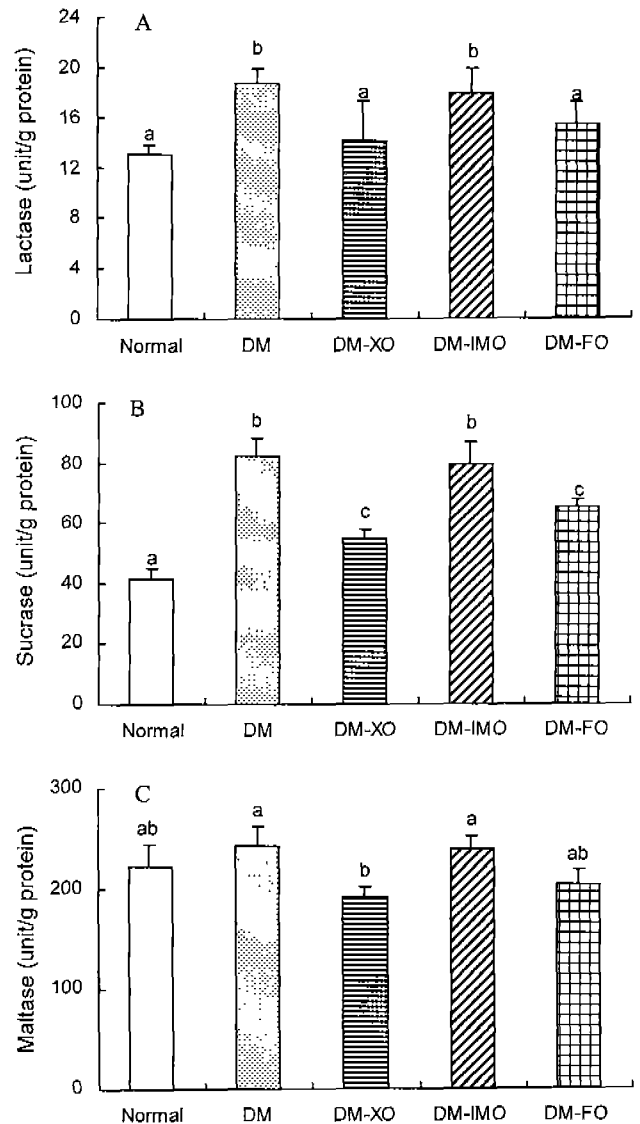 A
Lactase (unit/g protein)
24
20
16
12
8
4
0
a
b
a
b
a
Normal DM DM-XO DM-IMO DM-FO
B
Sucrase (unit/g protein)
100
80
60
40
20
0
a
b
c
b
c
Normal DM DM-XO DM-IMO DM-FO
C
Maltase (unit/g protein)
300
200
100
0
ab
a
b
a
ab
Normal DM DM-XO DM-IMO DM-FO